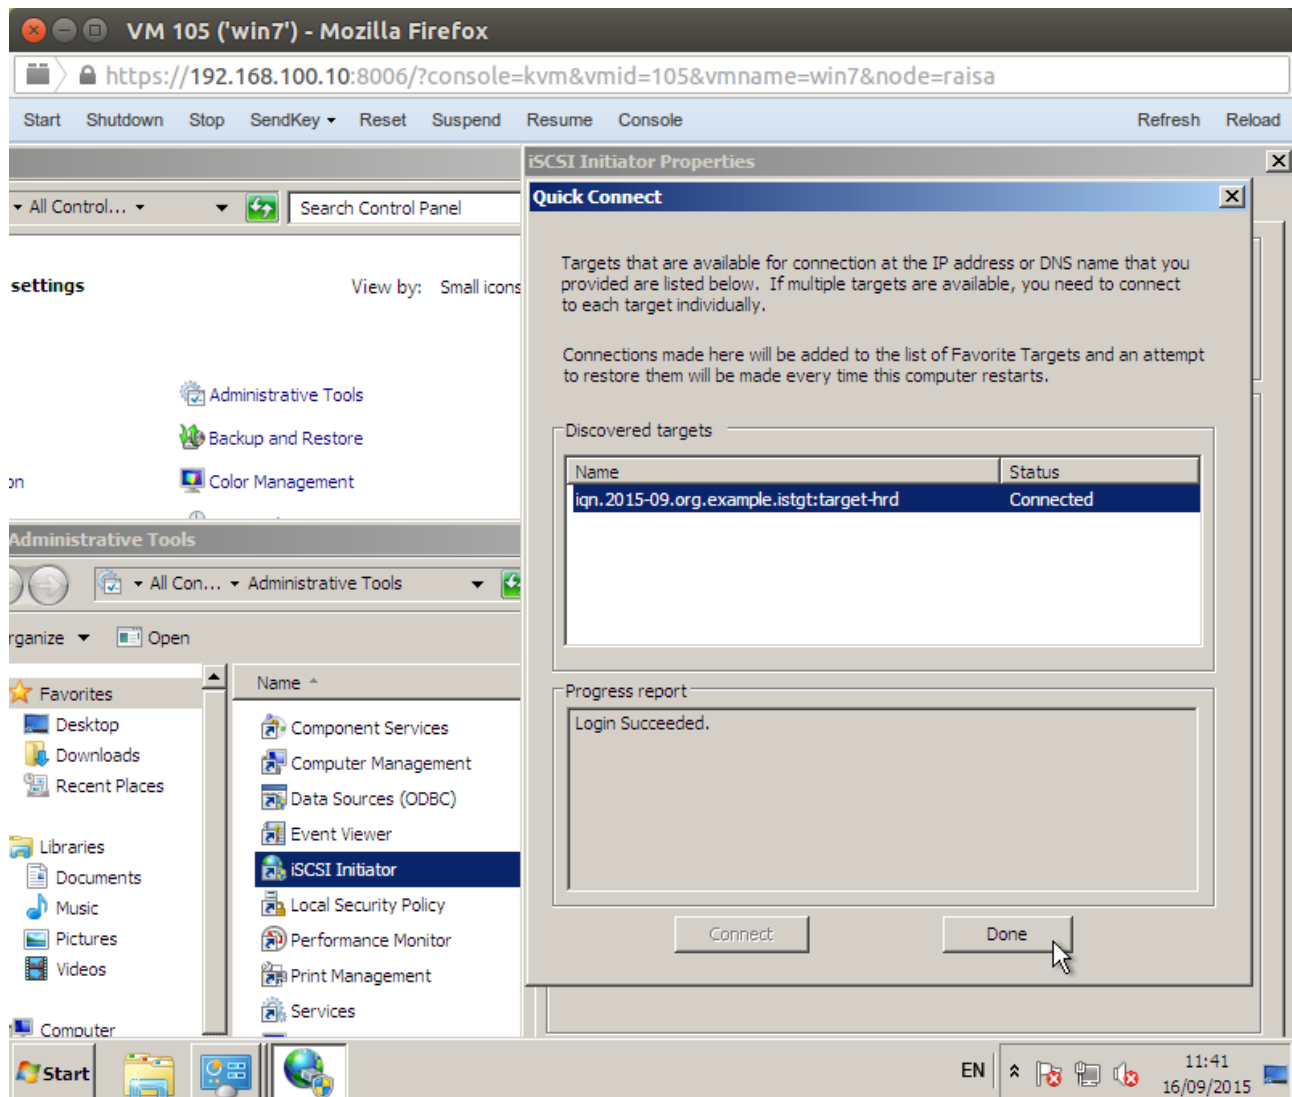 VM 105 ('win7') - Mozilla Firefox
https://192.168.100.10:8006/?console=kvm&vmid=105&vmname=win7&node=raisa
Start Shutdown Stop SendKey Reset Suspend Resume Console Refresh Reload
All Control...
Search Control Panel
settings
View by: Small icons
Administrative Tools
Backup and Restore
on
Color Management
Administrative Tools
All Con... Administrative Tools
rganize Open
Favorites
Desktop
Downloads
Recent Places
Libraries
Documents
Music
Pictures
Videos
Computer
Name
Component Services
Computer Management
Data Sources (ODBC)
Event Viewer
iSCSI Initiator
Local Security Policy
Performance Monitor
Print Management
Services
iSCSI Initiator Properties
Quick Connect
Targets that are available for connection at the IP address or DNS name that you
provided are listed below. If multiple targets are available, you need to connect
to each target individually.
Connections made here will be added to the list of Favorite Targets and an attempt
to restore them will be made every time this computer restarts.
Discovered targets
Name Status
iqn.2015-09.org.example.istgt:target-hrd Connected
Progress report
Login Succeeded.
Connect Done
Start
EN
11:41
16/09/2015